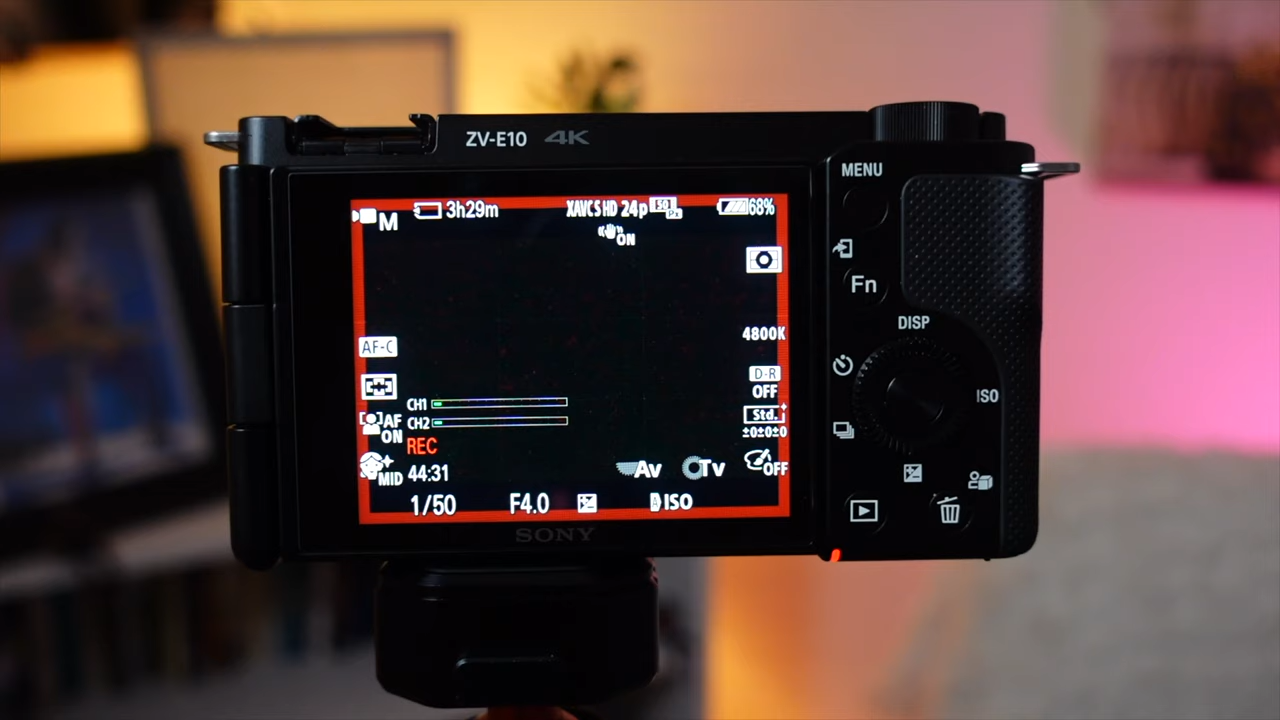 ZV-E10 4K
MENU
M 3h29m XAVC S HD 24p 50 Px 68%
ON
Fn
DISP
4800K
AF-C
D-R
OFF
ISO
CH1
Std.
AF
ON
CH2
±0±0±0
REC
MID
44:31
Av
Tv
OFF
1/50 F4.0 ISO
SONY